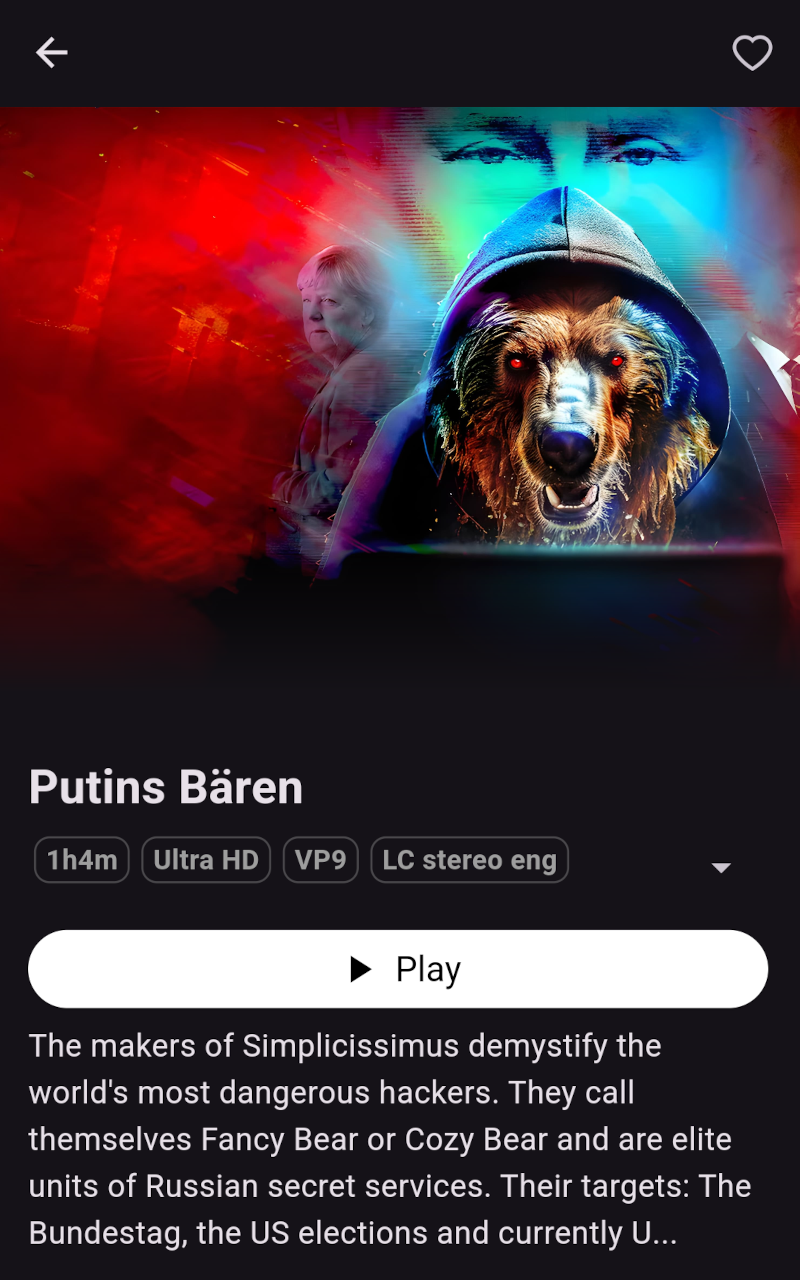 Putins Bären
1h4m Ultra HD VP9 LC stereo eng
Play
The makers of Simplicissimus demystify the
world's most dangerous hackers. They call
themselves Fancy Bear or Cozy Bear and are elite
units of Russian secret services. Their targets: The
Bundestag, the US elections and currently U...